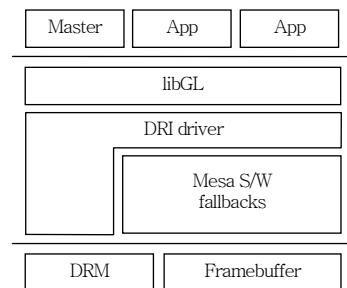 Master App App
libGL
DRI driver
Mesa S/W
fallbacks
DRM Framebuffer